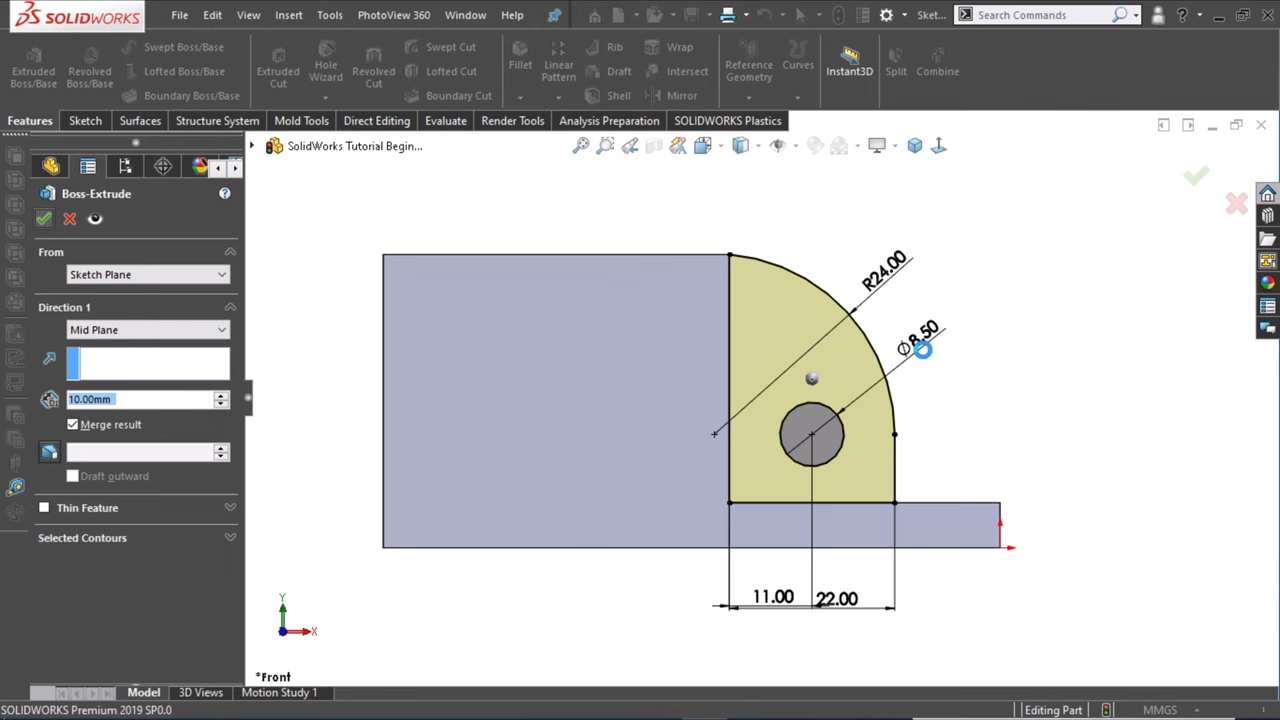 SOLIDWORKS File Edit View Insert Tools PhotoView 360 Window Help Sket... Search Commands ?
Extruded Boss/Base
Revolved Boss/Base
Swept Boss/Base
Lofted Boss/Base
Boundary Boss/Base
Extruded Cut
Hole Wizard
Revolved Cut
Swept Cut
Lofted Cut
Boundary Cut
Fillet
Linear Pattern
Rib
Draft
Shell
Wrap
Intersect
Mirror
Reference Geometry
Curves
Instant3D
Split
Combine
Features Sketch Surfaces Structure System Mold Tools Direct Editing Evaluate Render Tools Analysis Preparation SOLIDWORKS Plastics
SolidWorks Tutorial Begin...
Boss-Extrude
From
Sketch Plane
Direction 1
Mid Plane
10.00mm
Merge result
Draft outward
Thin Feature
Selected Contours
R24.00
Ø8.50
11.00
22.00
Y
X
*Front
Model 3D Views Motion Study 1
SOLIDWORKS Premium 2019 SP0.0 Editing Part MMGS